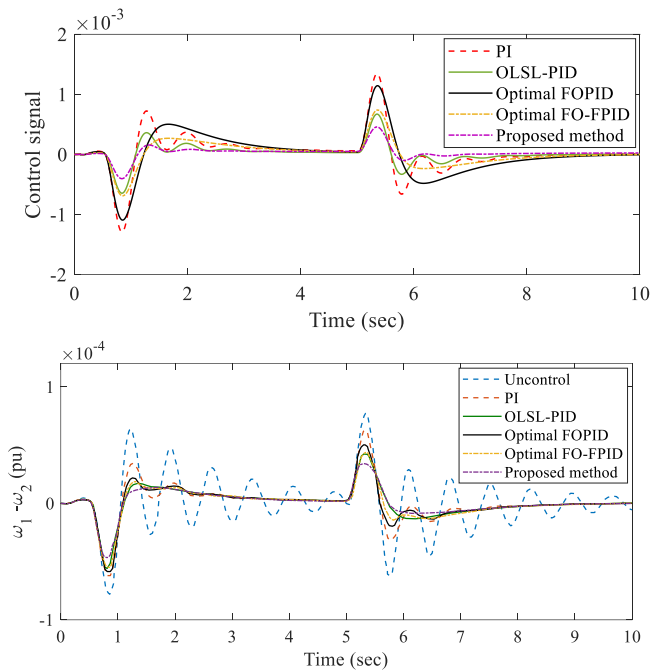 ×10⁻³
2
1
0
-1
-2
Control signal
PI
OLSL-PID
Optimal FOPID
Optimal FO-FPID
Proposed method
0 2 4 6 8 10
Time (sec)
×10⁻⁴
1
0
-1
ω₁ -ω₂ (pu)
Uncontrol
PI
OLSL-PID
Optimal FOPID
Optimal FO-FPID
Proposed method
0 1 2 3 4 5 6 7 8 9 10
Time (sec)